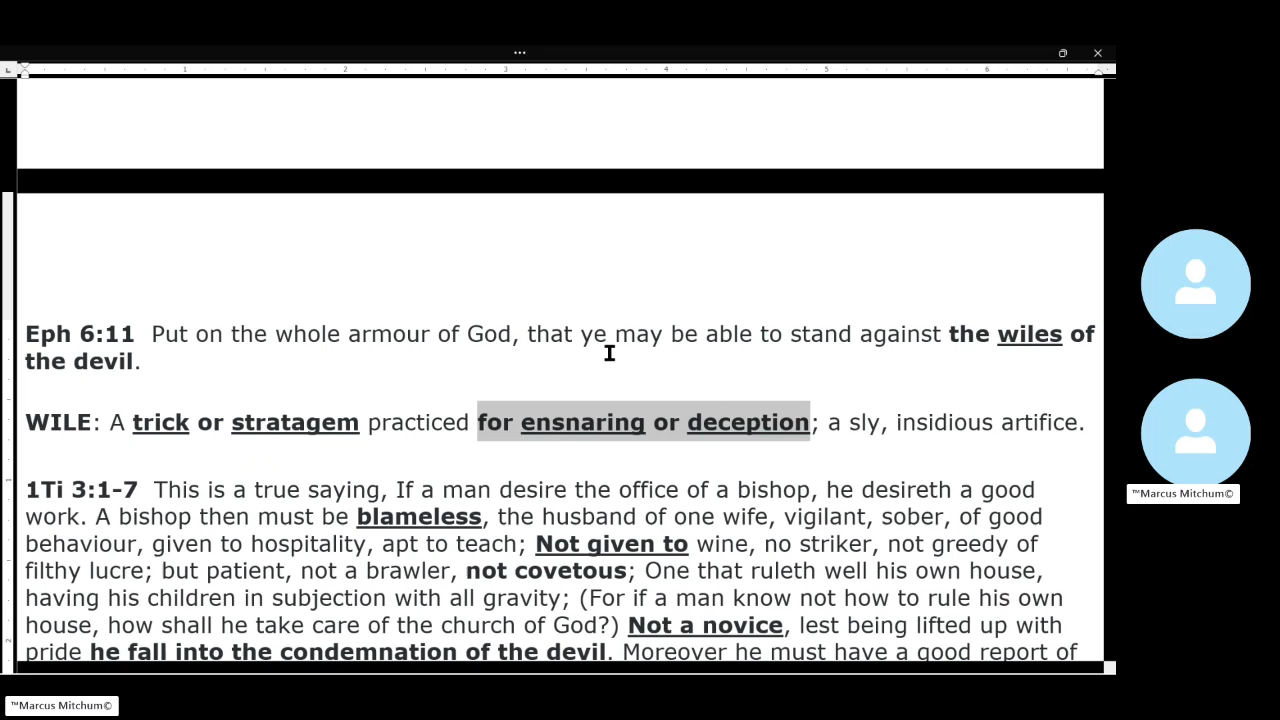 1 2 3 4 5 6
Eph 6:11 Put on the whole armour of God, that ye may be able to stand against the wiles of
the devil.
WILE: A trick or stratagem practiced for ensnaring or deception; a sly, insidious artifice.
1Ti 3:1-7 This is a true saying, If a man desire the office of a bishop, he desireth a good
work. A bishop then must be blameless, the husband of one wife, vigilant, sober, of good
behaviour, given to hospitality, apt to teach; Not given to wine, no striker, not greedy of
filthy lucre; but patient, not a brawler, not covetous; One that ruleth well his own house,
having his children in subjection with all gravity; (For if a man know not how to rule his own
house, how shall he take care of the church of God?) Not a novice, lest being lifted up with
pride he fall into the condemnation of the devil. Moreover he must have a good report of
™Marcus Mitchum©
™Marcus Mitchum©